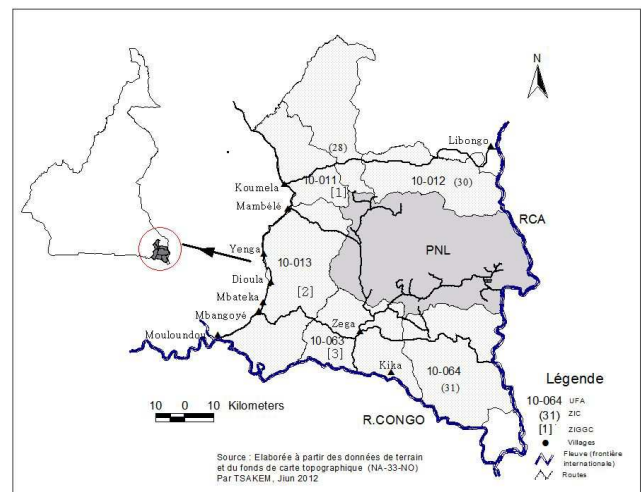 N
Libongo
(28)
10-011
[1]
10-012
(30)
Koumela
Mambélé
RCA
PNL
Yenga
10-013
Dioula
[2]
Mbateka
Mbangoyé
Zega
Mouloundou
10-063
[3]
Kika
10-064
(31)
Légende
10-064 UFA
(31) ZIC
[1] ZIGGC
Villages
Fleuve (frontière
internationale)
Routes
10 0 10 Kilometers
R.CONGO
Source : Elaborée à partir des données de terrain
et du fonds de carte topographique (NA-33-NO)
Par TSAKEM, Jiun 2012